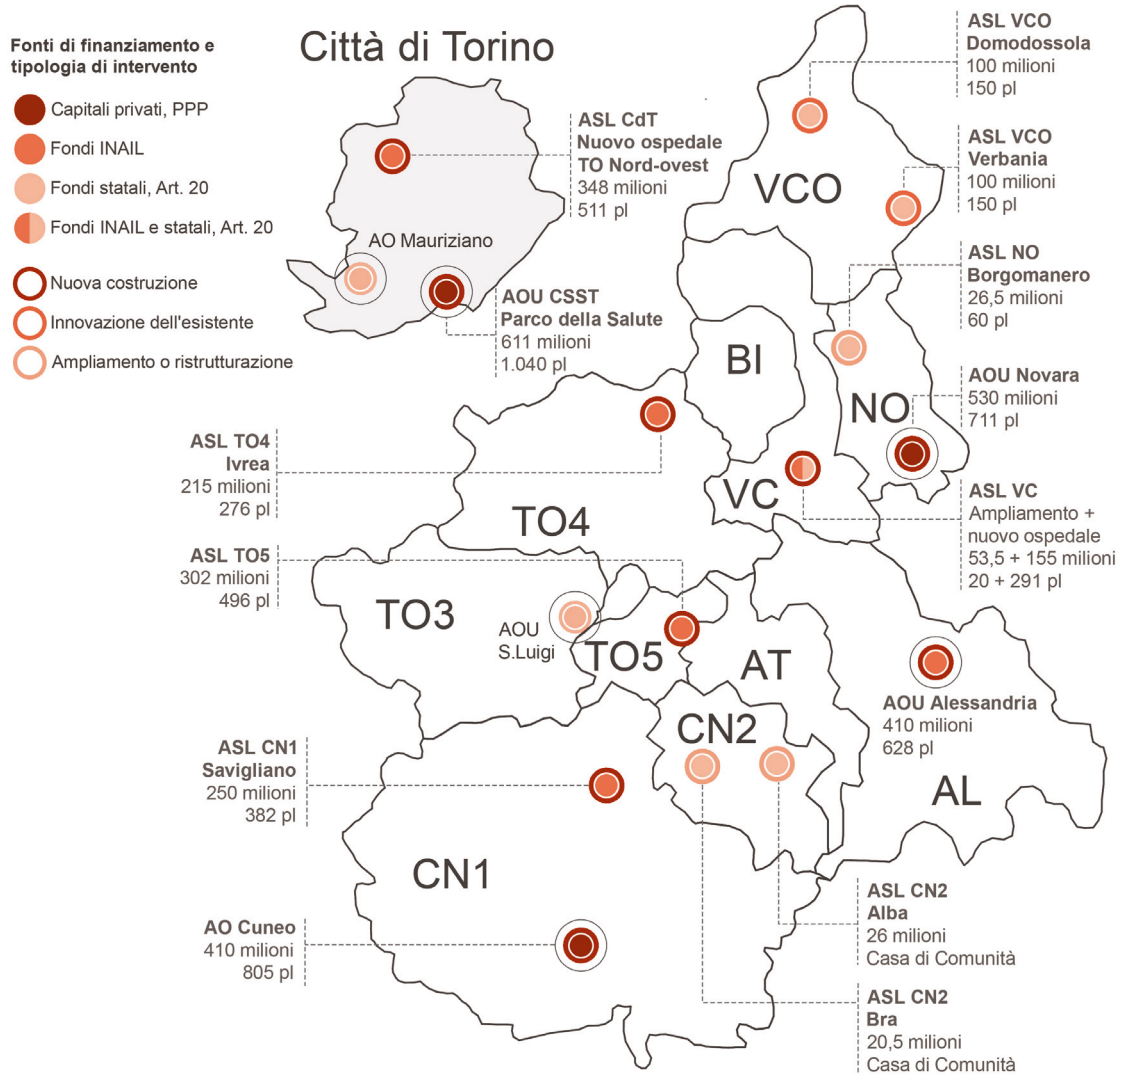 Fonti di finanziamento e
tipologia di intervento
Capitali privati, PPP
Fondi INAIL
Fondi statali, Art. 20
Fondi INAIL e statali, Art. 20
Nuova costruzione
Innovazione dell'esistente
Ampliamento o ristrutturazione
Città di Torino
ASL CdT
Nuovo ospedale
TO Nord-ovest
348 milioni
511 pl
AO Mauriziano
AOU CSST
Parco della Salute
611 milioni
1.040 pl
ASL VCO
Domodossola
100 milioni
150 pl
ASL VCO
Verbania
100 milioni
150 pl
VCO
ASL NO
Borgomanero
26,5 milioni
60 pl
BI
NO
AOU Novara
530 milioni
711 pl
ASL TO4
Ivrea
215 milioni
276 pl
VC
ASL VC
Ampliamento +
nuovo ospedale
53,5 + 155 milioni
20 + 291 pl
TO4
ASL TO5
302 milioni
496 pl
TO3
AOU
S.Luigi
TO5
AT
AOU Alessandria
410 milioni
628 pl
AL
CN2
ASL CN1
Savigliano
250 milioni
382 pl
CN1
AO Cuneo
410 milioni
805 pl
ASL CN2
Alba
26 milioni
Casa di Comunità
ASL CN2
Bra
20,5 milioni
Casa di Comunità